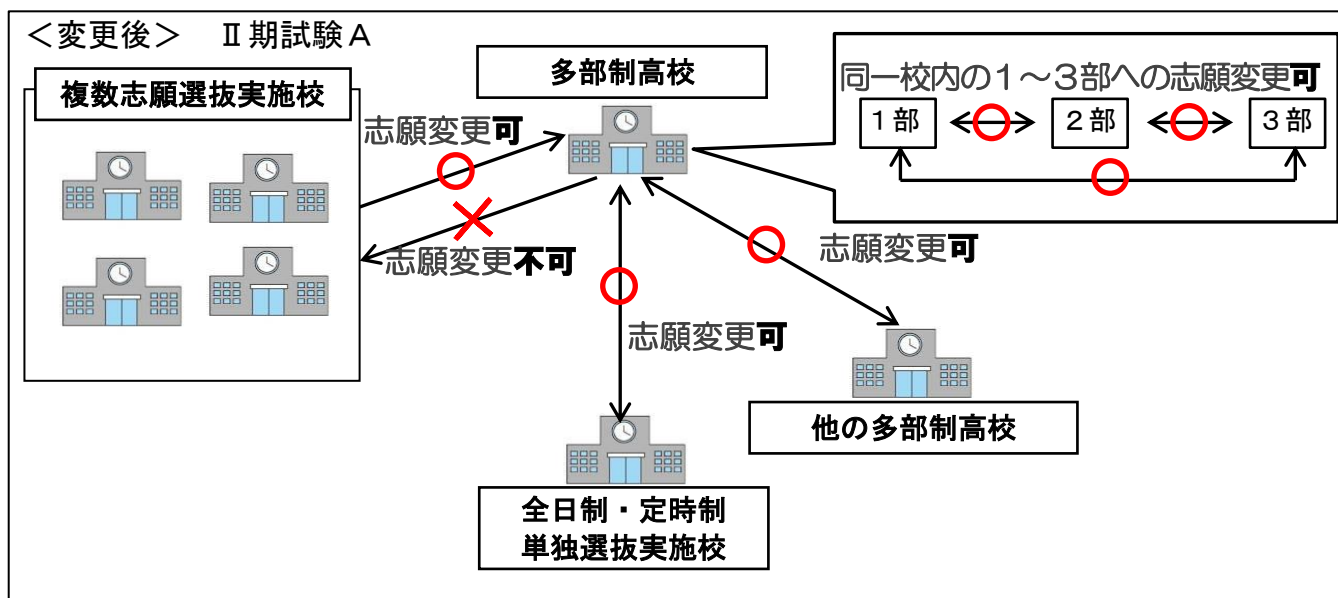 ＜変更後＞　Ⅱ期試験Ａ
複数志願選抜実施校
多部制高校
同一校内の１～３部への志願変更可
１部
２部
３部
志願変更可
志願変更不可
志願変更可
志願変更可
他の多部制高校
全日制・定時制
単独選抜実施校